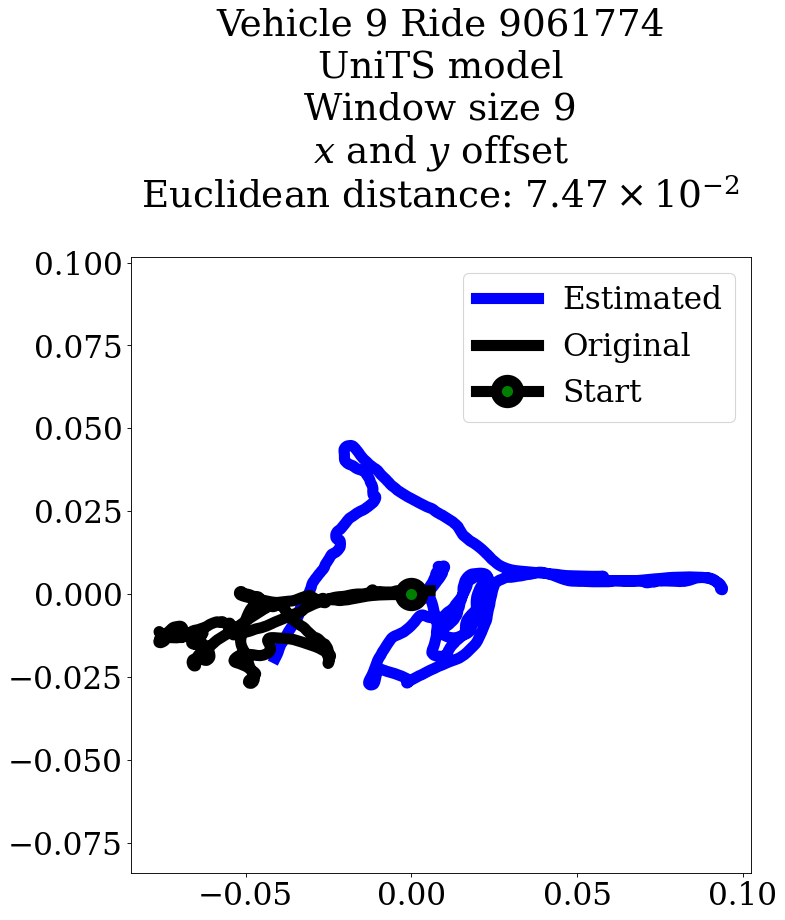 Vehicle 9 Ride 9061774
UniTS model
Window size 9
x and y offset
Euclidean distance: 7.47 × 10⁻²
Estimated
Original
Start
0.100
0.075
0.050
0.025
0.000
−0.025
−0.050
−0.075
−0.05
0.00
0.05
0.10